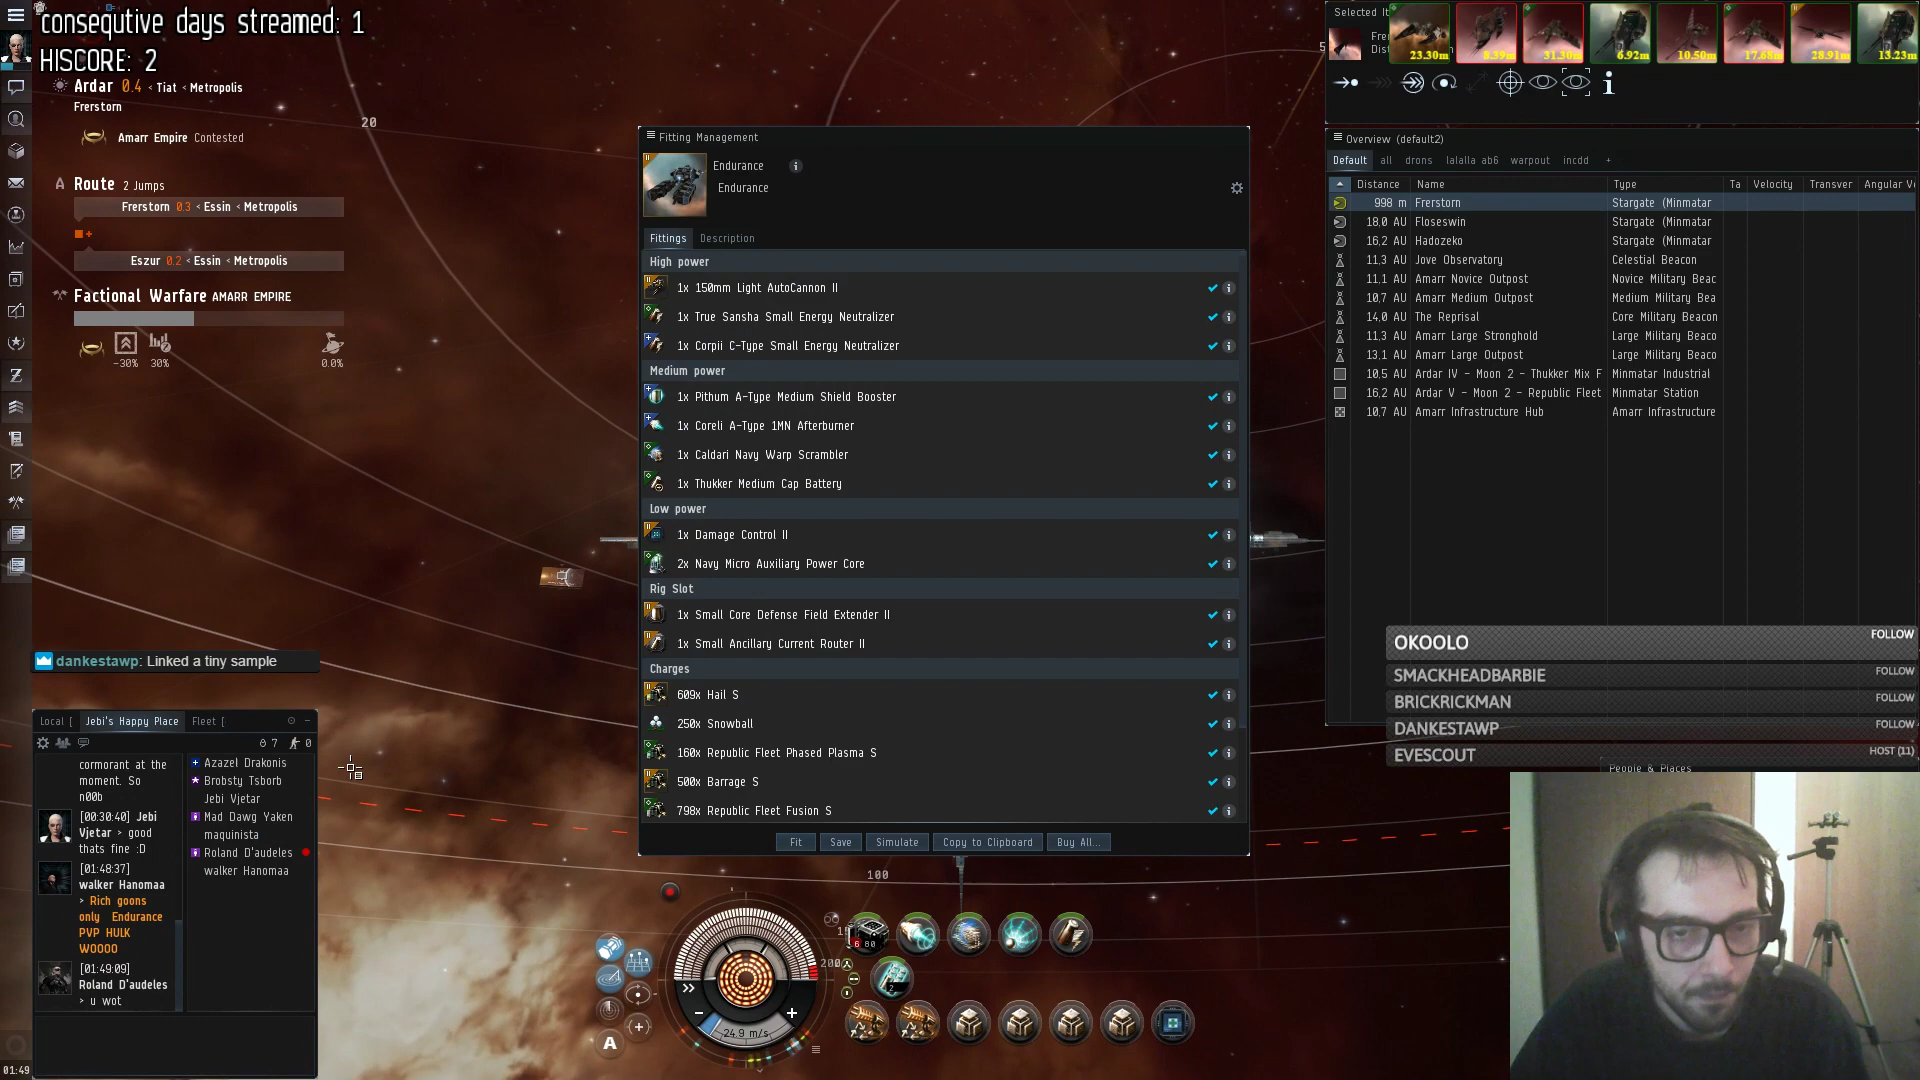 consequtive days streamed: 1
HISCORE: 2
Ardar 0.4 < Tiat < Metropolis
Frerstorn
Amarr Empire Contested
Route 2 Jumps
Frerstorn 0.3 < Essin < Metropolis
Eszur 0.2 < Essin < Metropolis
Factional Warfare AMARR EMPIRE
-30% 30% 0.0%
20
dankestawp: Linked a tiny sample
Local [ Jebi's Happy Place Fleet [
7 0
cormorant at the
moment. So
n00b
[00:30:40] Jebi
Vjetar > good
thats fine :D
[01:48:37]
walker Hanomaa
> Rich goons
only Endurance
PVP HULK
WOOOO
[01:49:09]
Roland D'audeles
> u wot
Azazel Drakonis
Brobsty Tsborb
Jebi Vjetar
Mad Dawg Yaken
maquinista
Roland D'audeles
walker Hanomaa
01:49
Fitting Management
Endurance
Endurance
Fittings Description
High power
1x 150mm Light AutoCannon II
1x True Sansha Small Energy Neutralizer
1x Corpii C-Type Small Energy Neutralizer
Medium power
1x Pithum A-Type Medium Shield Booster
1x Coreli A-Type 1MN Afterburner
1x Caldari Navy Warp Scrambler
1x Thukker Medium Cap Battery
Low power
1x Damage Control II
2x Navy Micro Auxiliary Power Core
Rig Slot
1x Small Core Defense Field Extender II
1x Small Ancillary Current Router II
Charges
609x Hail S
250x Snowball
160x Republic Fleet Phased Plasma S
500x Barrage S
798x Republic Fleet Fusion S
Fit Save Simulate Copy to Clipboard Buy All...
100
200
6 80
2
24.9 m/s
A
Selected It
23.30m 8.39m 31.30m 6.92m 10.50m 17.68m 28.91m 13.23m
Overview (default2)
Default all drons lalalla ab6 warpout incdd +
Distance Name Type Ta Velocity Transver Angular Ve
998 m Frerstorn Stargate (Minmatar
18,0 AU Floseswin Stargate (Minmatar
16,2 AU Hadozeko Stargate (Minmatar
11,3 AU Jove Observatory Celestial Beacon
11,1 AU Amarr Novice Outpost Novice Military Beac
10,7 AU Amarr Medium Outpost Medium Military Bea
14,0 AU The Reprisal Core Military Beacon
11,3 AU Amarr Large Stronghold Large Military Beaco
13,1 AU Amarr Large Outpost Large Military Beaco
10,5 AU Ardar IV - Moon 2 - Thukker Mix F Minmatar Industrial
16,2 AU Ardar V - Moon 2 - Republic Fleet Minmatar Station
10,7 AU Amarr Infrastructure Hub Amarr Infrastructure
OKOOLO FOLLOW
SMACKHEADBARBIE FOLLOW
BRICKRICKMAN FOLLOW
DANKESTAWP FOLLOW
EVESCOUT HOST (11)
People & Places